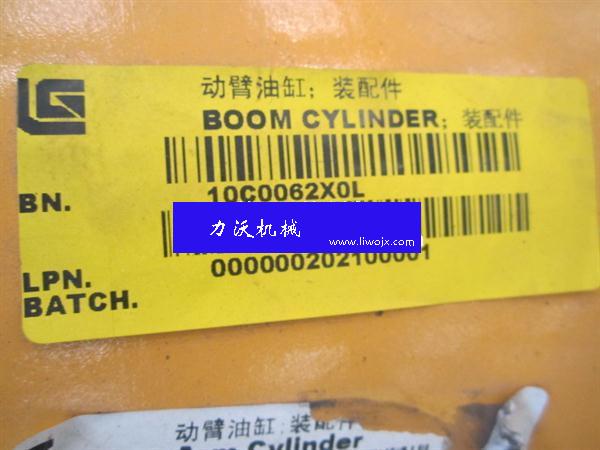 动臂油缸；装配件
BOOM CYLINDER；装配件
BN. 10C0062X0L
力沃机械
www.liwojx.com
LPN. 000000202100001
BATCH.
动臂油缸；装配件
Arm Cylinder